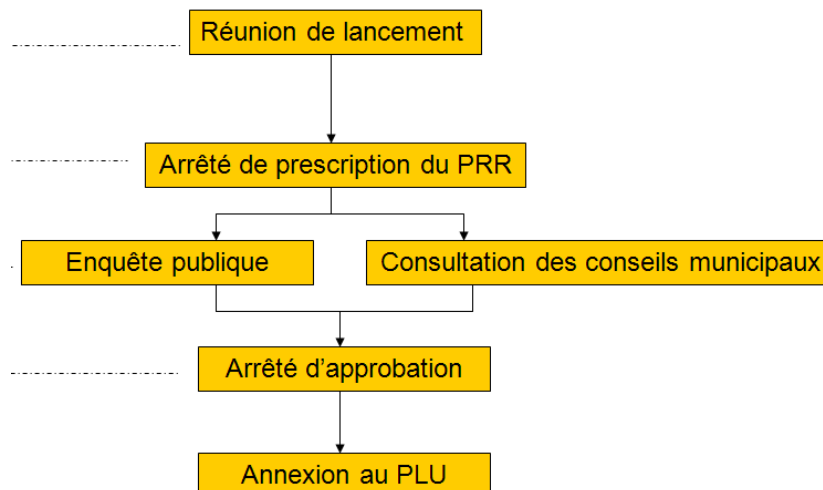 Réunion de lancement
Arrêté de prescription du PRR
Enquête publique
Consultation des conseils municipaux
Arrêté d’approbation
Annexion au PLU